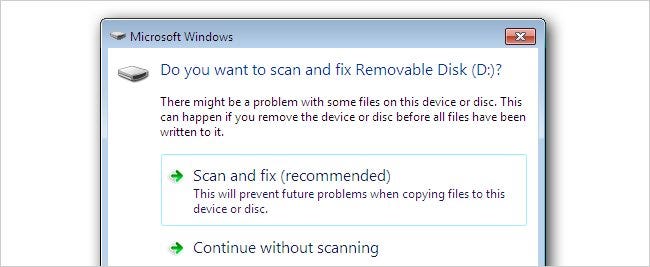 Microsoft Windows
Do you want to scan and fix Removable Disk (D:)?
There might be a problem with some files on this device or disc. This
can happen if you remove the device or disc before all files have been
written to it.
Scan and fix (recommended)
This will prevent future problems when copying files to this
device or disc.
Continue without scanning